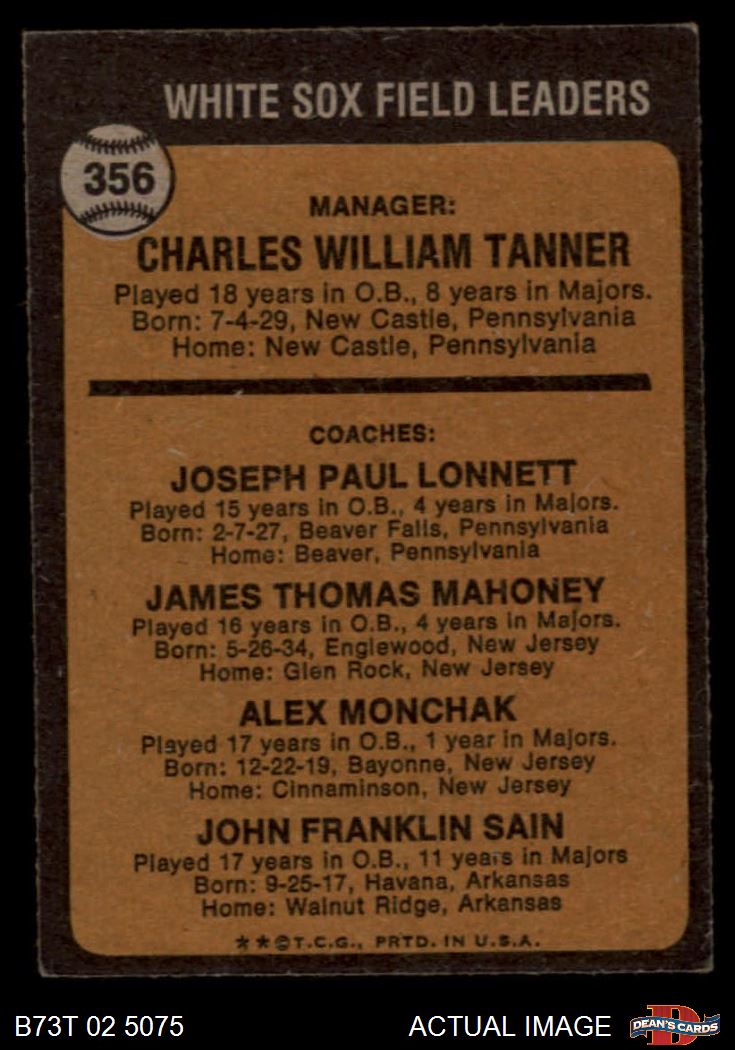 WHITE SOX FIELD LEADERS
356
MANAGER:
CHARLES WILLIAM TANNER
Played 18 years in O.B., 8 years in Majors.
Born: 7-4-29, New Castle, Pennsylvania
Home: New Castle, Pennsylvania
COACHES:
JOSEPH PAUL LONNETT
Played 15 years in O.B., 4 years in Majors.
Born: 2-7-27, Beaver Falls, Pennsylvania
Home: Beaver, Pennsylvania
JAMES THOMAS MAHONEY
Played 16 years in O.B., 4 years in Majors.
Born: 5-26-34, Englewood, New Jersey
Home: Glen Rock, New Jersey
ALEX MONCHAK
Played 17 years in O.B., 1 year in Majors.
Born: 12-22-19, Bayonne, New Jersey
Home: Cinnaminson, New Jersey
JOHN FRANKLIN SAIN
Played 17 years in O.B., 11 years in Majors
Born: 9-25-17, Havana, Arkansas
Home: Walnut Ridge, Arkansas
★★©T.C.G., PRTD. IN U.S.A.
B73T 02 5075 ACTUAL IMAGE
D
DEAN'S CARDS